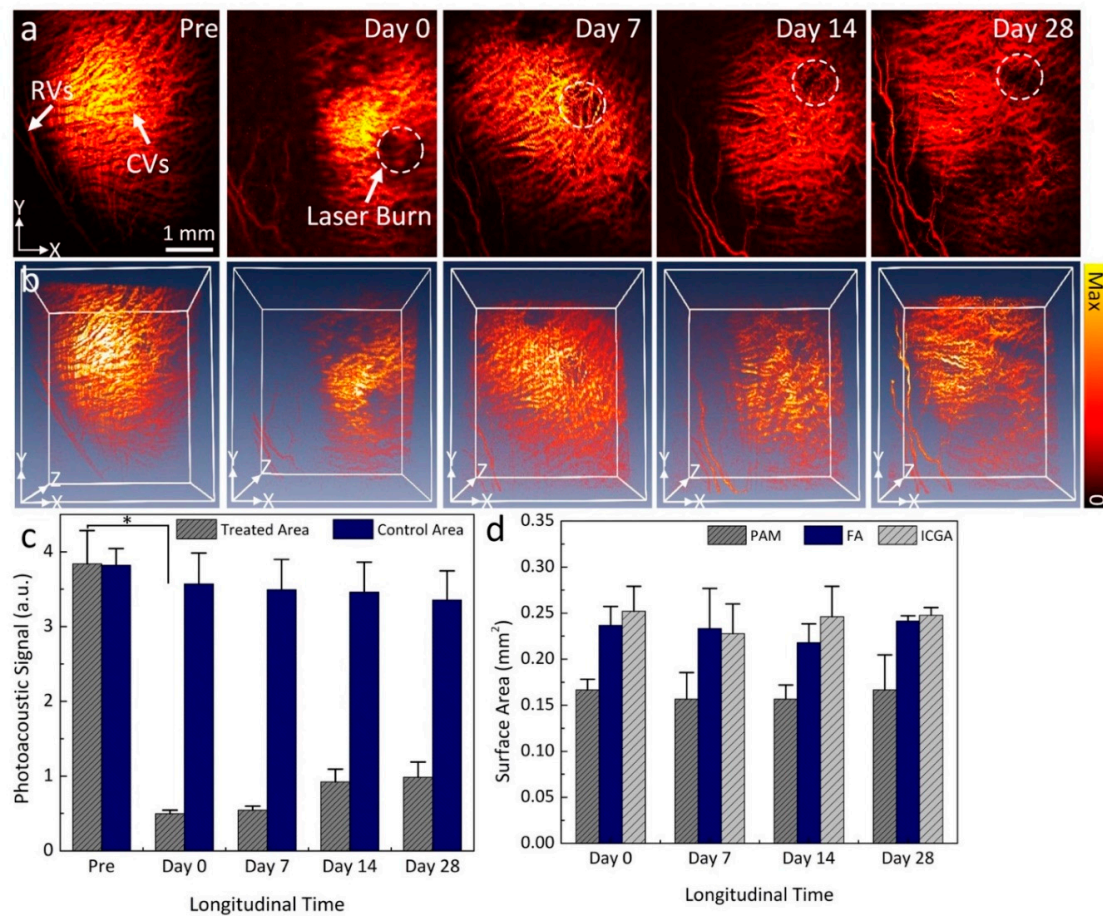 a
Pre
Day 0
Day 7
Day 14
Day 28
RVs
CVs
Laser Burn
Y
X
1 mm
b
Y
Z
X
Y
Z
X
Y
Z
X
Y
Z
X
Y
Z
X
Max
0
c
*
Treated Area
Control Area
Photoacoustic Signal (a.u.)
4
3
2
1
0
Pre
Day 0
Day 7
Day 14
Day 28
Longitudinal Time
d
PAM
FA
ICGA
Surface Area (mm²)
0.35
0.30
0.25
0.20
0.15
0.10
0.05
0.00
Day 0
Day 7
Day 14
Day 28
Longitudinal Time